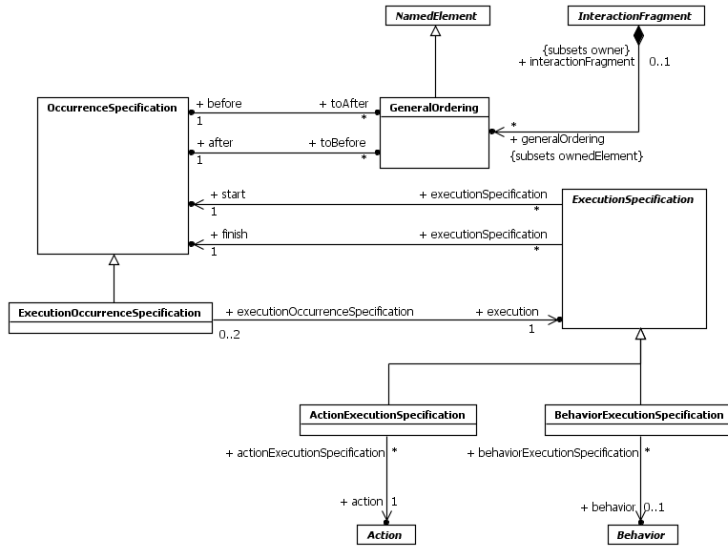 NamedElement
InteractionFragment
{subsets owner}
+ interactionFragment
0..1
OccurrenceSpecification
+ before
+ toAfter
1
*
GeneralOrdering
*
+ generalOrdering
{subsets ownedElement}
+ after
+ toBefore
1
*
+ start
+ executionSpecification
1
*
ExecutionSpecification
+ finish
+ executionSpecification
1
*
ExecutionOccurrenceSpecification
+ executionOccurrenceSpecification
+ execution
0..2
1
ActionExecutionSpecification
BehaviorExecutionSpecification
+ actionExecutionSpecification
*
+ behaviorExecutionSpecification
*
+ action
1
+ behavior
0..1
Action
Behavior